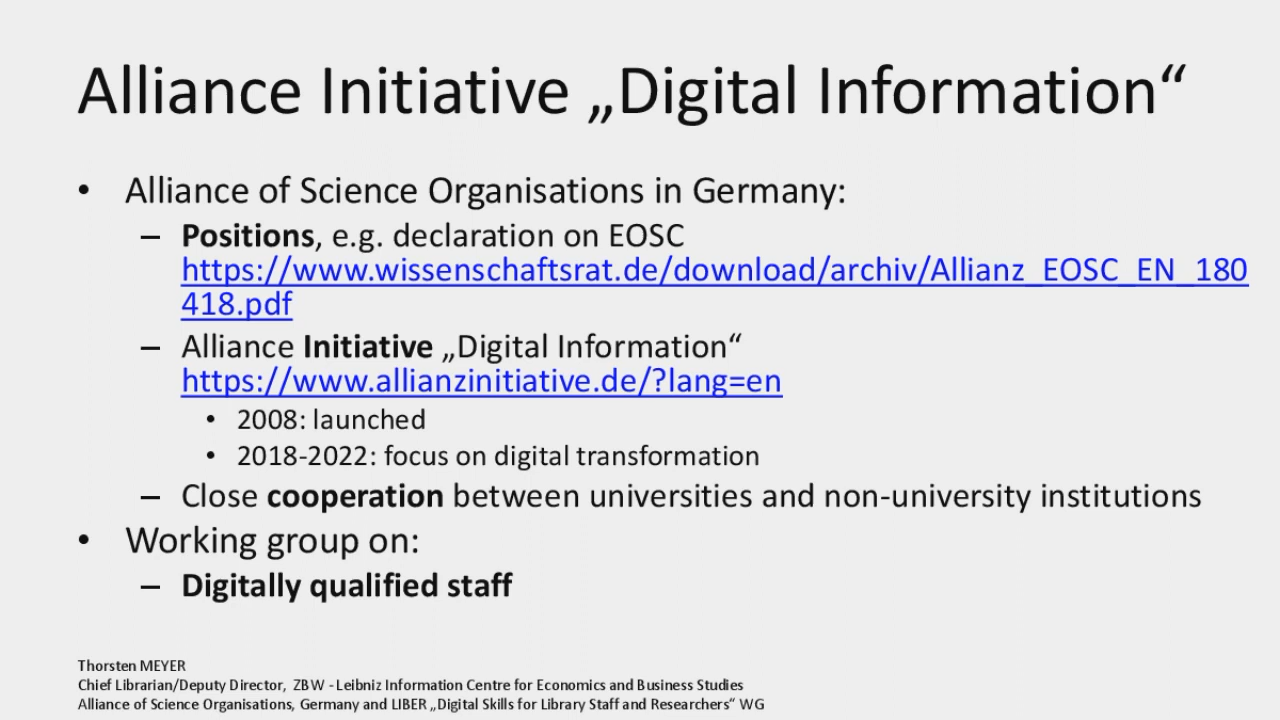 Alliance Initiative „Digital Information“
• Alliance of Science Organisations in Germany:
– Positions, e.g. declaration on EOSC
https://www.wissenschaftsrat.de/download/archiv/Allianz_EOSC_EN_180
418.pdf
– Alliance Initiative „Digital Information“
https://www.allianzinitiative.de/?lang=en
• 2008: launched
• 2018-2022: focus on digital transformation
– Close cooperation between universities and non-university institutions
• Working group on:
– Digitally qualified staff
Thorsten MEYER
Chief Librarian/Deputy Director, ZBW - Leibniz Information Centre for Economics and Business Studies
Alliance of Science Organisations, Germany and LIBER „Digital Skills for Library Staff and Researchers“ WG